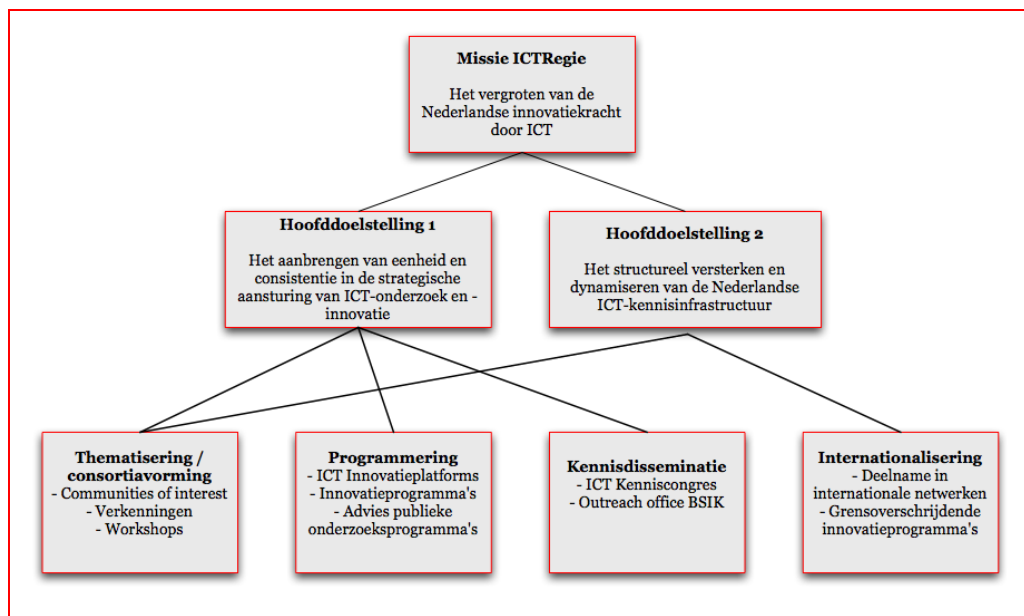 Missie ICTRegie
Het vergroten van de
Nederlandse innovatiekracht
door ICT
Hoofddoelstelling 1
Het aanbrengen van eenheid en
consistentie in de strategische
aansturing van ICT-onderzoek en -
innovatie
Hoofddoelstelling 2
Het structureel versterken en
dynamiseren van de Nederlandse
ICT-kennisinfrastructuur
Thematisering /
consortiavorming
- Communities of interest
- Verkenningen
- Workshops
Programmering
- ICT Innovatieplatforms
- Innovatieprogramma's
- Advies publieke
onderzoeksprogramma's
Kennisdisseminatie
- ICT Kenniscongres
- Outreach office BSIK
Internationalisering
- Deelname in
internationale netwerken
- Grensoverschrijdende
innovatieprogramma's